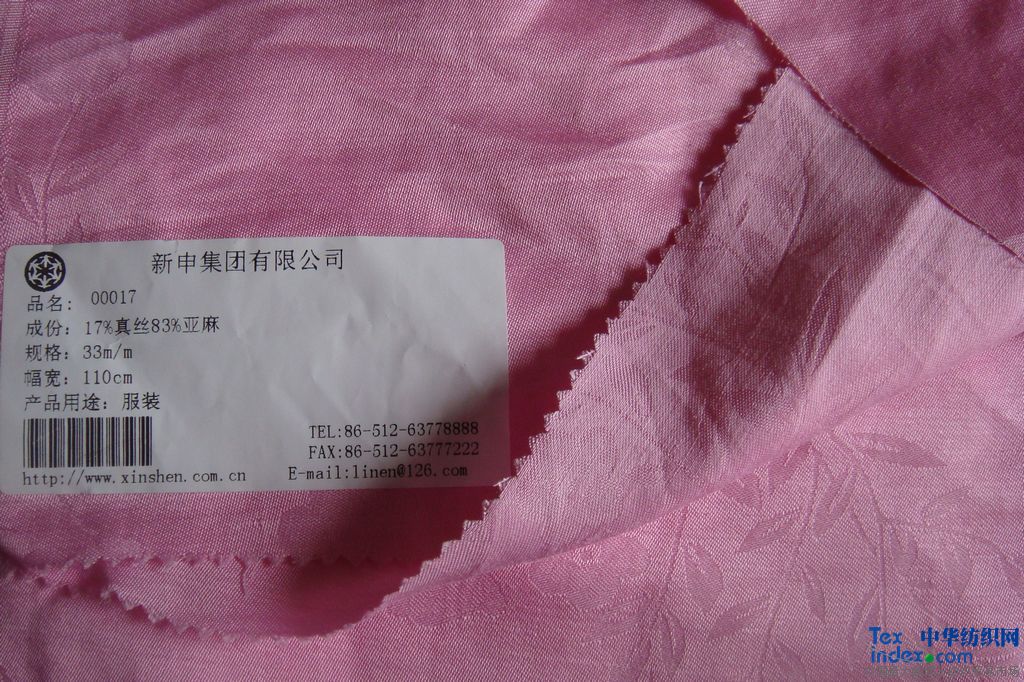 新申集团有限公司
品名: 00017
成份: 17%真丝83%亚麻
规格: 33m/m
幅宽: 110cm
产品用途: 服装
TEL:86-512-63778888
FAX:86-512-63777222
http://www.xinshen.com.cn
E-mail:linen@126.com
Tex 中华纺织网
index.com